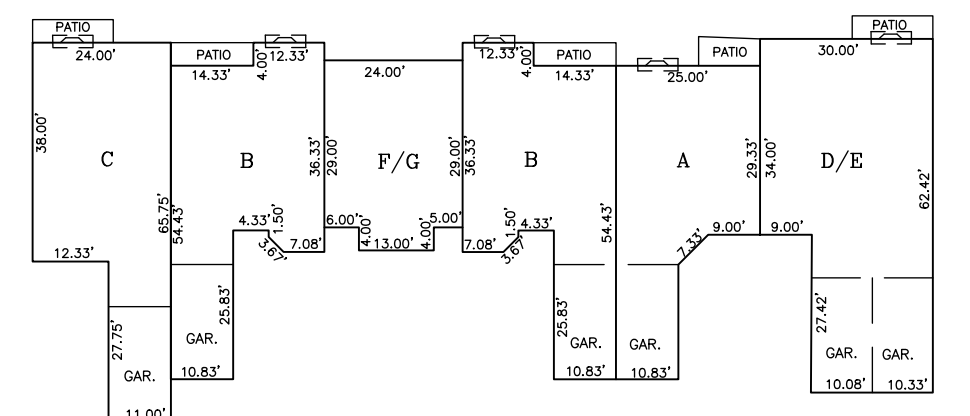 PATIO
24.00'
38.00'
C
12.33'
65.75'
27.75'
GAR.
11.00'
PATIO
14.33'
4.00'
12.33'
54.43'
B
36.33'
4.33'
1.50'
3.67'
7.08'
25.83'
GAR.
10.83'
24.00'
29.00'
F/G
29.00'
6.00'
4.00'
13.00'
4.00'
5.00'
12.33'
4.00'
PATIO
14.33'
36.33'
B
54.43'
7.08'
3.67'
1.50'
4.33'
25.83'
GAR.
10.83'
PATIO
25.00'
A
29.33'
7.33'
9.00'
GAR.
10.83'
PATIO
30.00'
34.00'
D/E
62.42'
9.00'
27.42'
GAR.
GAR.
10.08'
10.33'